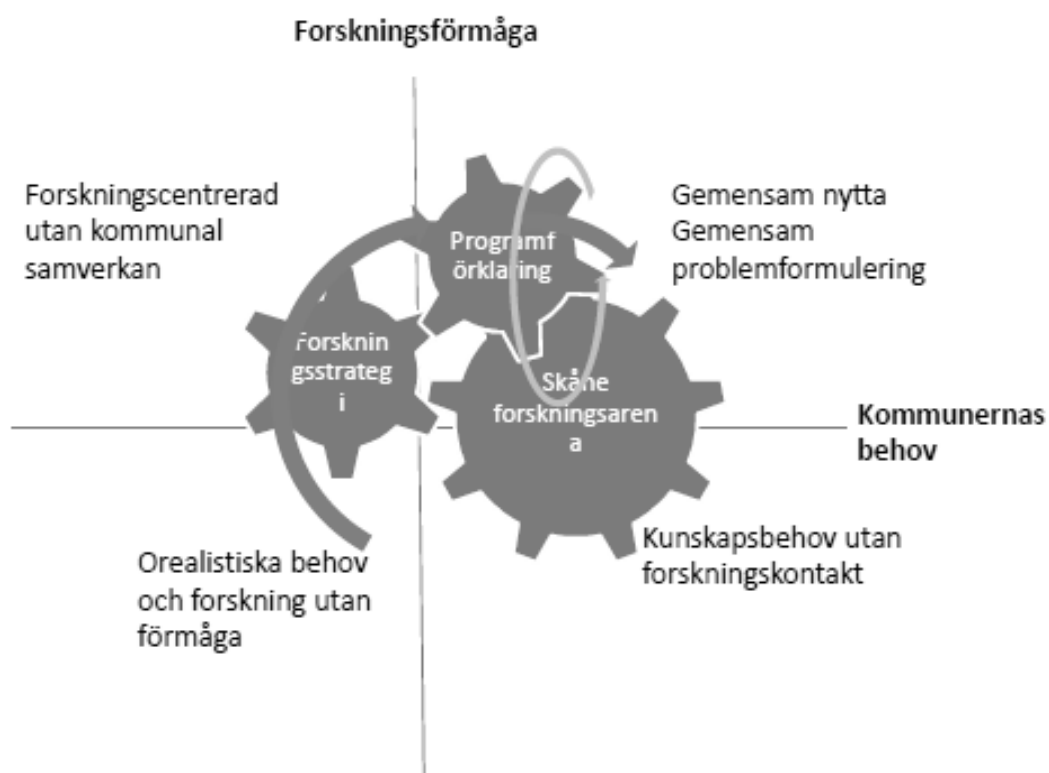 Forskningsförmåga
Forskningscentrerad
utan kommunal
samverkan
Programf
örklaring
Gemensam nytta
Gemensam
problemformulering
Forsknin
gsstrateg
i
Skåne
forskningsaren
a
Kommunernas
behov
Orealistiska behov
och forskning utan
förmåga
Kunskapsbehov utan
forskningskontakt